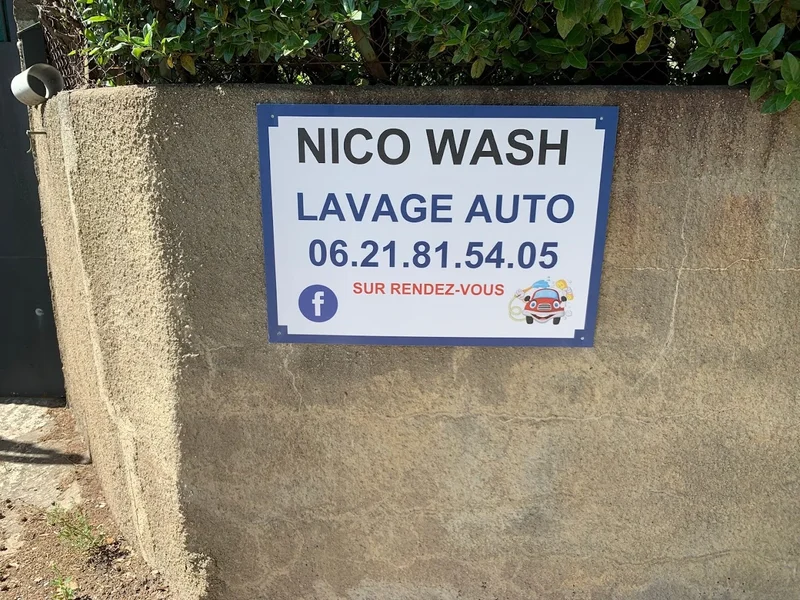 NICO WASH
LAVAGE AUTO
06.21.81.54.05
SUR RENDEZ-VOUS
f